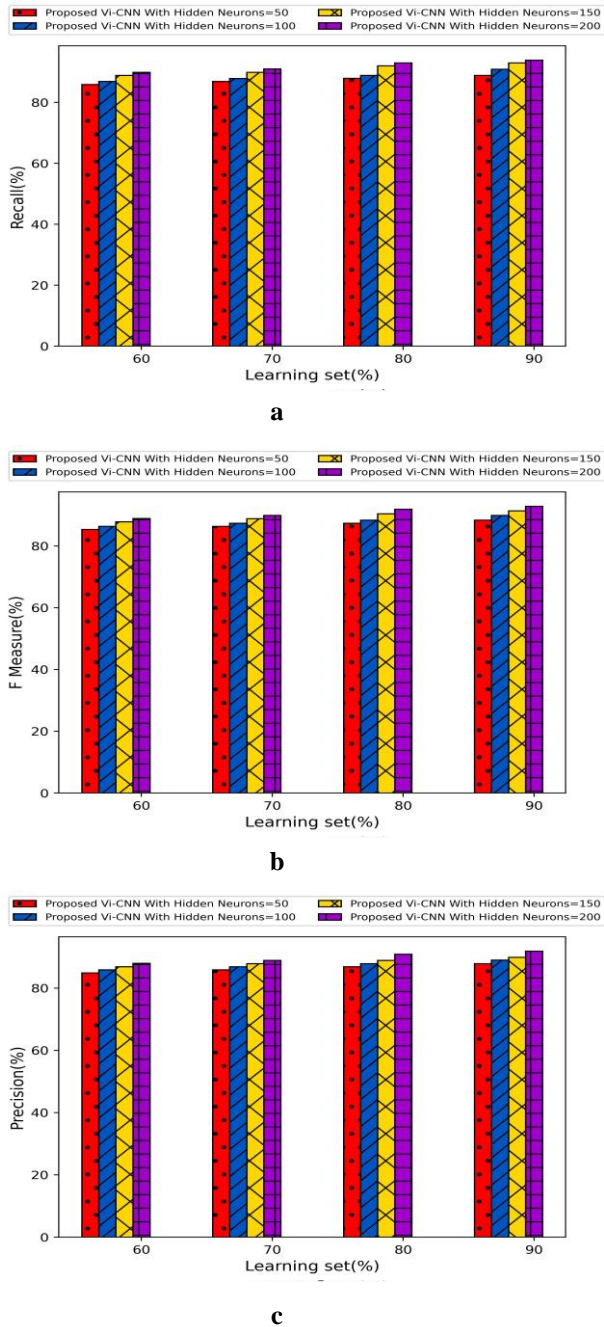 Proposed Vi-CNN With Hidden Neurons=50 Proposed Vi-CNN With Hidden Neurons=150
Proposed Vi-CNN With Hidden Neurons=100 Proposed Vi-CNN With Hidden Neurons=200
Recall(%)
80
60
40
20
0
60 70 80 90
Learning set(%)
a
Proposed Vi-CNN With Hidden Neurons=50 Proposed Vi-CNN With Hidden Neurons=150
Proposed Vi-CNN With Hidden Neurons=100 Proposed Vi-CNN With Hidden Neurons=200
F Measure(%)
80
60
40
20
0
60 70 80 90
Learning set(%)
b
Proposed Vi-CNN With Hidden Neurons=50 Proposed Vi-CNN With Hidden Neurons=150
Proposed Vi-CNN With Hidden Neurons=100 Proposed Vi-CNN With Hidden Neurons=200
Precision(%)
80
60
40
20
0
60 70 80 90
Learning set(%)
c